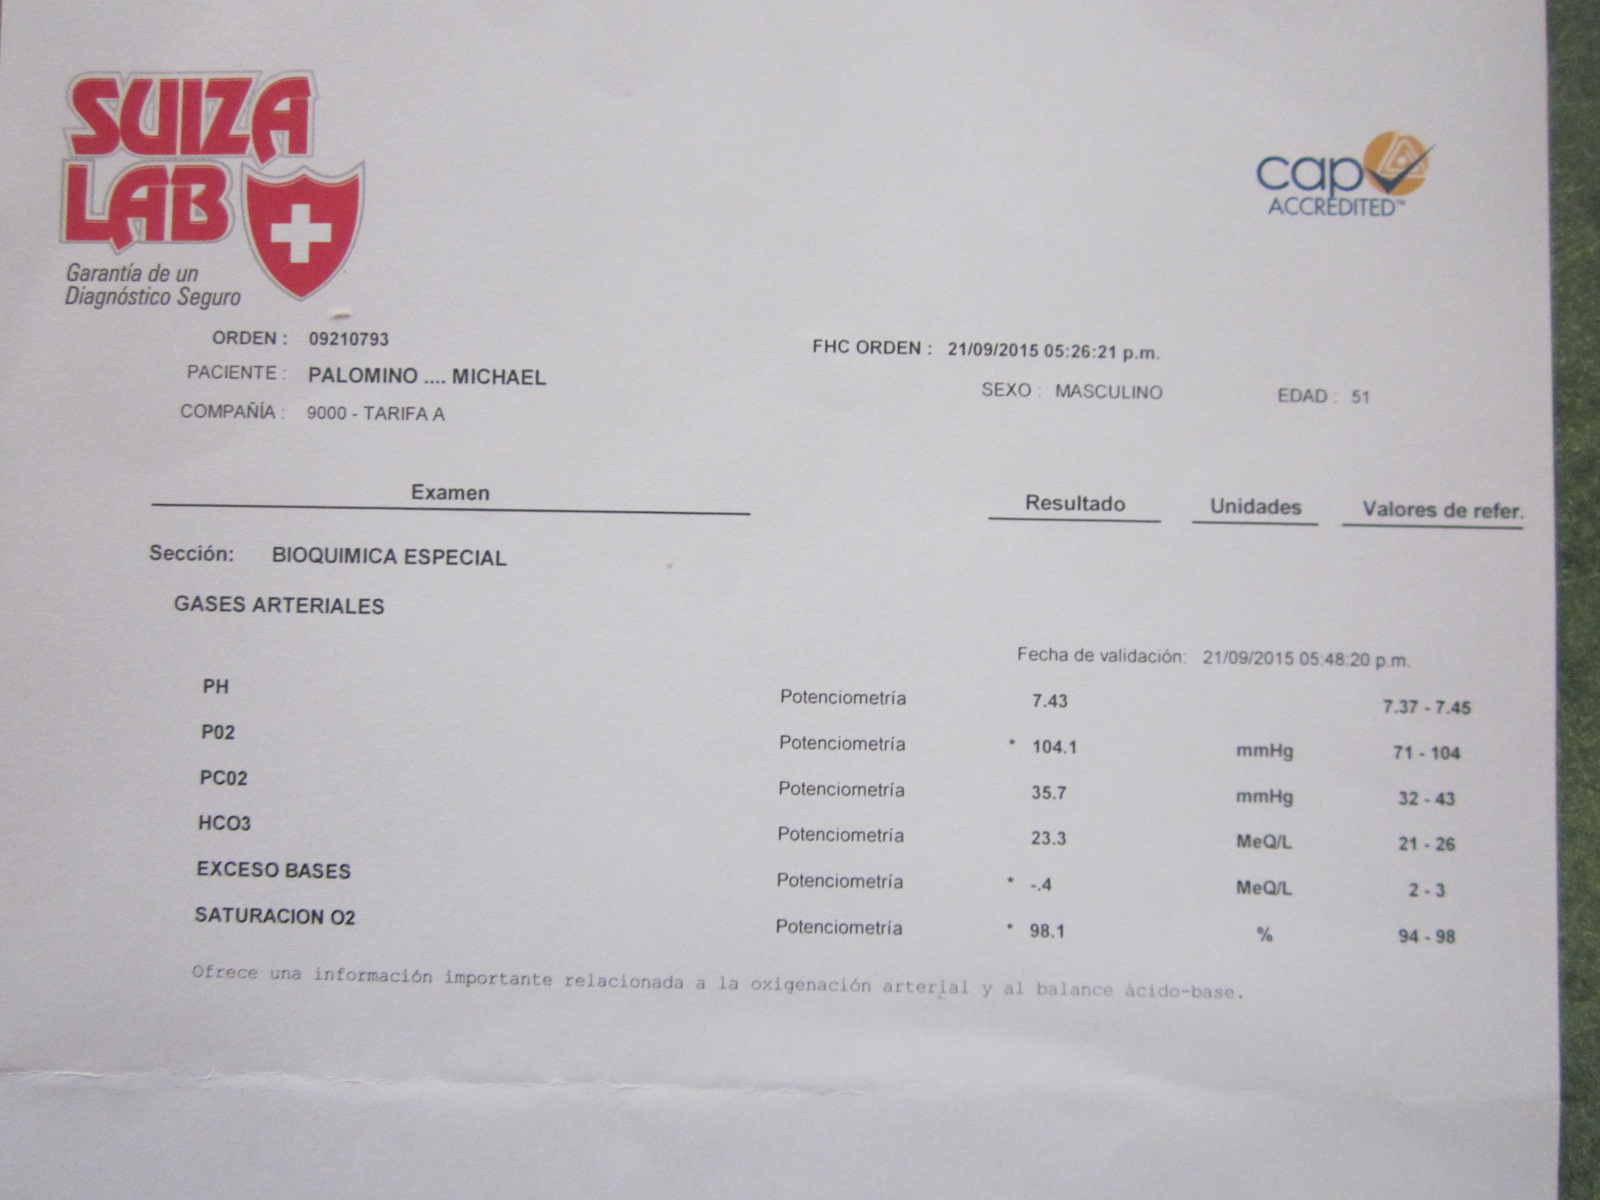 SUIZA
LAB
Garantía de un
Diagnóstico Seguro
cap
ACCREDITED™
ORDEN : 09210793
FHC ORDEN : 21/09/2015 05:26:21 p.m.
PACIENTE : PALOMINO .... MICHAEL
SEXO : MASCULINO EDAD : 51
COMPAÑÍA : 9000 - TARIFA A
Examen Resultado Unidades Valores de refer.
Sección: BIOQUIMICA ESPECIAL
GASES ARTERIALES
Fecha de validación: 21/09/2015 05:48:20 p.m.
PH Potenciometría 7.43 7.37 - 7.45
P02 Potenciometría * 104.1 mmHg 71 - 104
PC02 Potenciometría 35.7 mmHg 32 - 43
HCO3 Potenciometría 23.3 MeQ/L 21 - 26
EXCESO BASES Potenciometría * -.4 MeQ/L 2 - 3
SATURACION O2 Potenciometría * 98.1 % 94 - 98
Ofrece una información importante relacionada a la oxigenación arterial y al balance ácido-base.